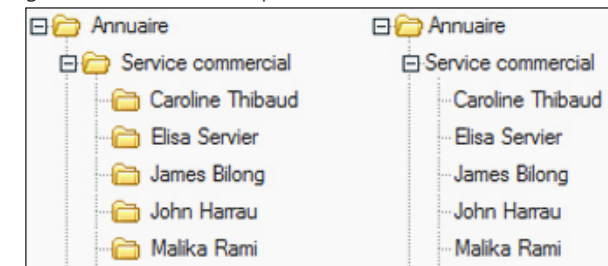 Annuaire Annuaire
Service commercial Service commercial
Caroline Thibaud Caroline Thibaud
Elisa Servier Elisa Servier
James Bilong James Bilong
John Harrau John Harrau
Malika Rami Malika Rami